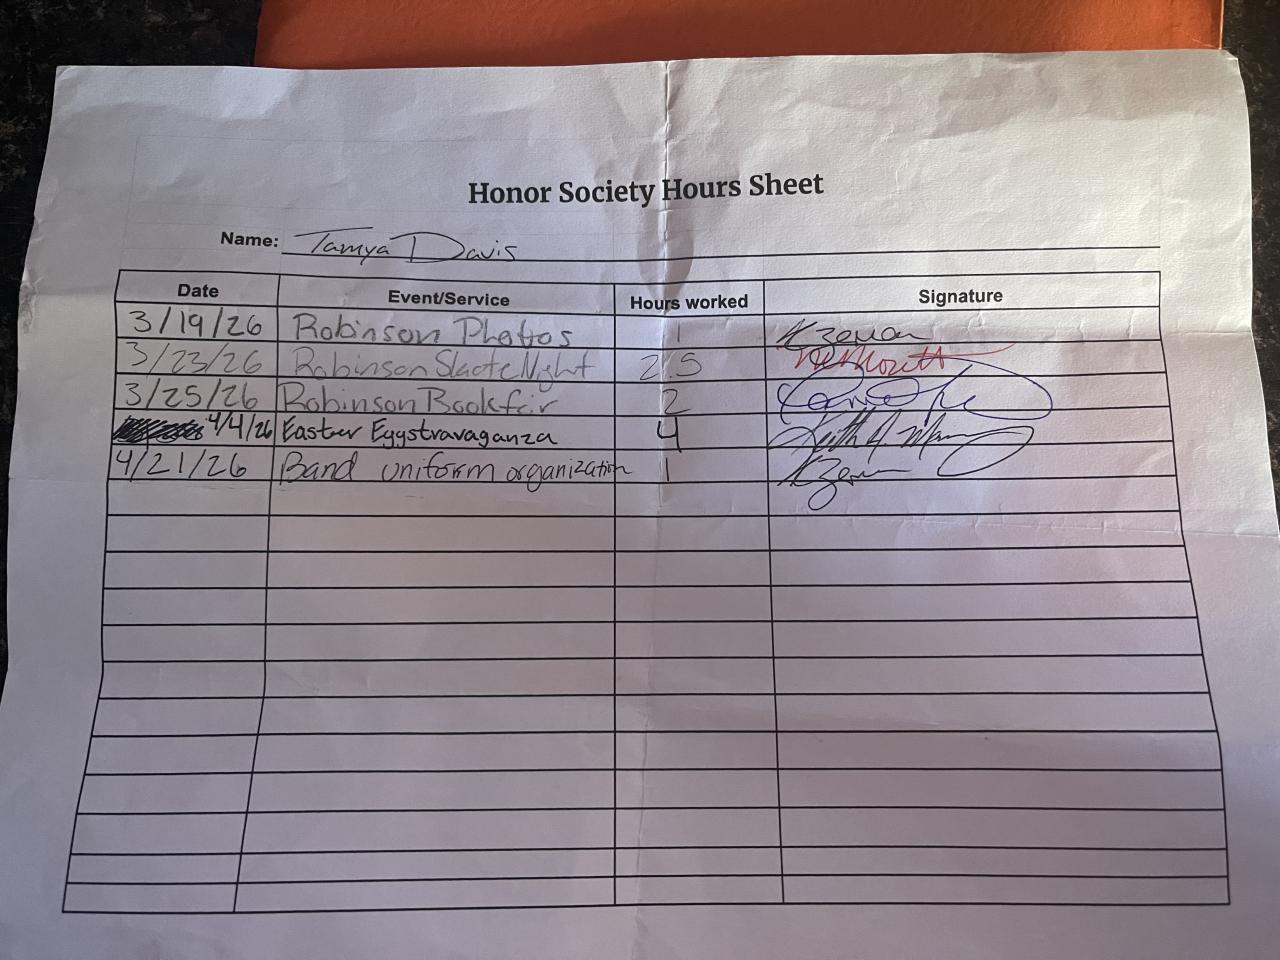 Honor Society Hours Sheet
Name: Tamya Davis
Date Event/Service Hours worked Signature
3/19/26 Robinson Photos 1
3/23/26 Robinson Skate Night 2.5
3/25/26 Robinson Bookfair 2
4/4/26 Easter Eggstravaganza 4 Keith A.
4/21/26 Band uniform organization 1